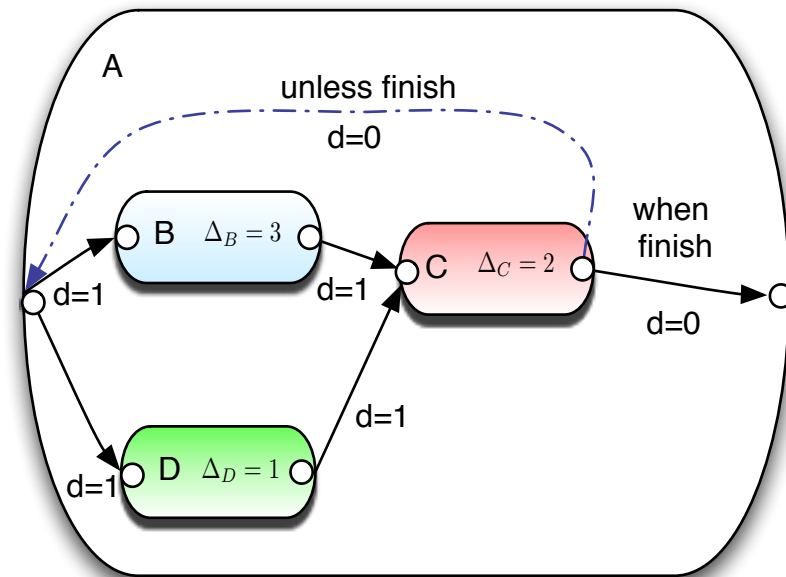 A
unless finish
d=0
B Δ_B = 3
when
finish
C Δ_C = 2
d=1
d=1
d=0
d=1
D Δ_D = 1
d=1